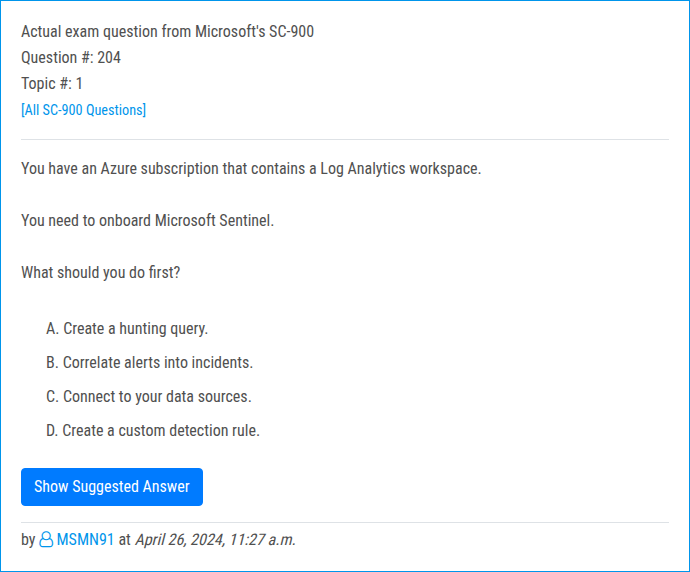 Actual exam question from Microsoft's SC-900
Question #: 204
Topic #: 1
[All SC-900 Questions]
You have an Azure subscription that contains a Log Analytics workspace.
You need to onboard Microsoft Sentinel.
What should you do first?
A. Create a hunting query.
B. Correlate alerts into incidents.
C. Connect to your data sources.
D. Create a custom detection rule.
Show Suggested Answer
by MSMN91 at April 26, 2024, 11:27 a.m.